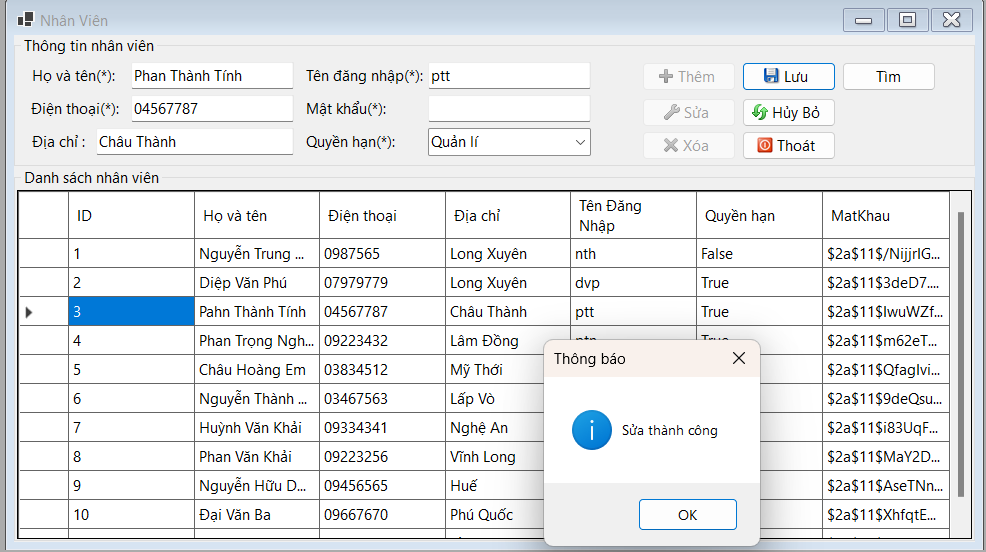 Nhân Viên
Thông tin nhân viên
Họ và tên(*): Phan Thành Tính Tên đăng nhập(*): ptt Thêm Lưu Tìm
Điện thoại(*): 04567787 Mật khẩu(*): Sửa Hủy Bỏ
Địa chỉ : Châu Thành Quyền hạn(*): Quản lí Xóa Thoát
Danh sách nhân viên
ID Họ và tên Điện thoại Địa chỉ Tên Đăng Nhập Quyền hạn MatKhau
1 Nguyễn Trung ... 0987565 Long Xuyên nth False $2a$11$/NijjrIG...
2 Diệp Văn Phú 07979779 Long Xuyên dvp True $2a$11$3deD7....
3 Pahn Thành Tính 04567787 Châu Thành ptt True $2a$11$IwuWZf...
4 Phan Trọng Ngh... 09223432 Lâm Đồng $2a$11$m62eT...
5 Châu Hoàng Em 03834512 Mỹ Thới $2a$11$QfagIvi...
6 Nguyễn Thành ... 03467563 Lấp Vò $2a$11$9deQsu...
7 Huỳnh Văn Khải 09334341 Nghệ An $2a$11$i83UqF...
8 Phan Văn Khải 09223256 Vĩnh Long $2a$11$MaY2D...
9 Nguyễn Hữu D... 09456565 Huế $2a$11$AseTNn...
10 Đại Văn Ba 09667670 Phú Quốc $2a$11$XhfqtE...
Thông báo
Sửa thành công
OK